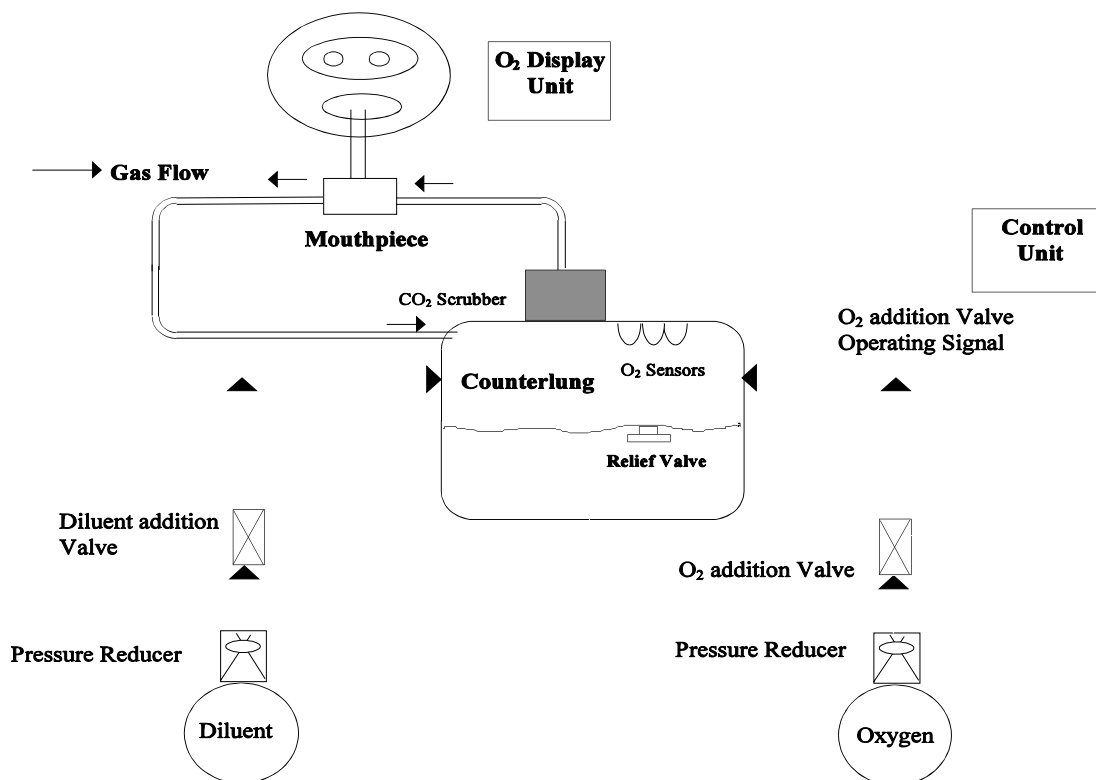 O₂ Display
Unit
Gas Flow
Mouthpiece
Control
Unit
CO₂ Scrubber
O₂ addition Valve
Operating Signal
O₂ Sensors
Counterlung
Relief Valve
Diluent addition
Valve
O₂ addition Valve
Pressure Reducer
Pressure Reducer
Diluent
Oxygen